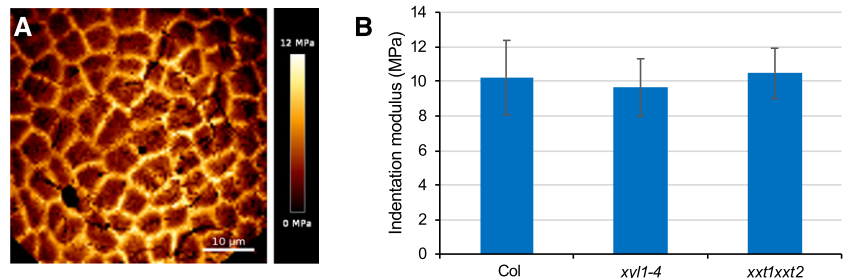 A
12 MPa
0 MPa
10 µm
B
Indentation modulus (MPa)
14
12
10
8
6
4
2
0
Col
xvl1-4
xxt1xxt2